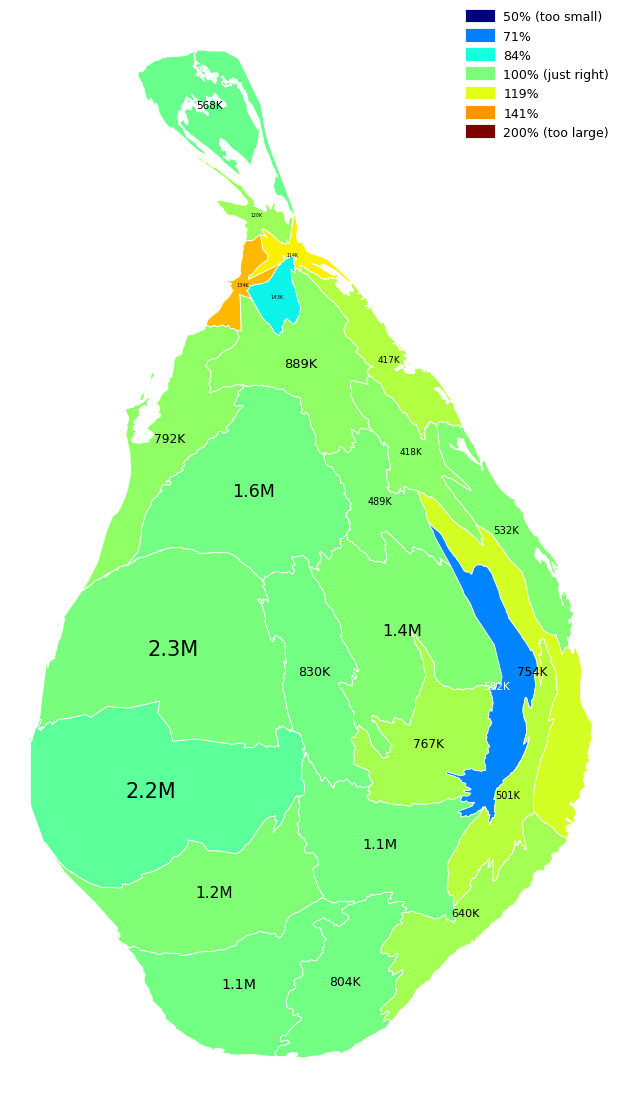 50% (too small)
71%
84%
100% (just right)
119%
141%
200% (too large)
568K
120K
114K
134K
143K
417K
889K
792K
418K
1.6M
489K
532K
1.4M
2.3M
830K
754K
582K
767K
2.2M
501K
1.1M
1.2M
640K
804K
1.1M